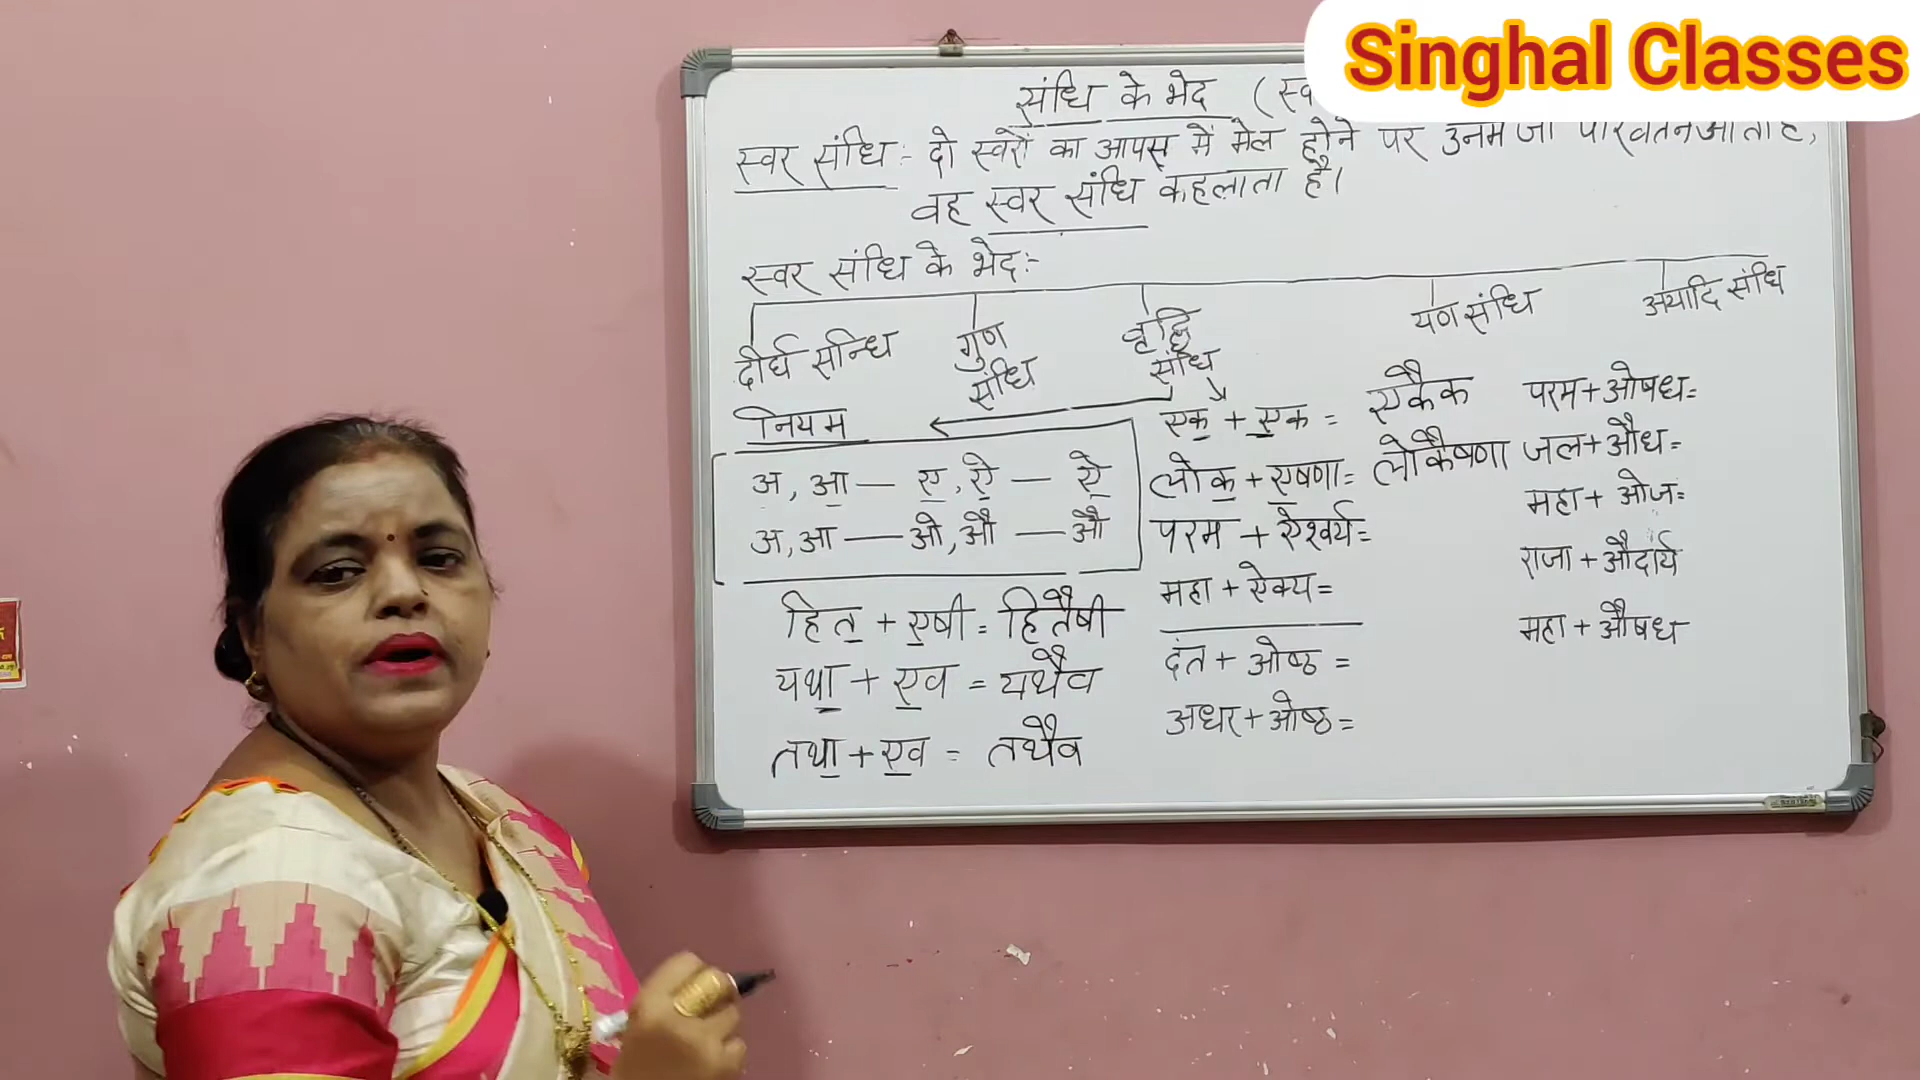 Singhal Classes
संधि के भेद (स्व
स्वर संधि:- दो स्वरों का आपस में मेल होने पर उनमें जो परिवर्तन आता है,
वह स्वर संधि कहलाता है।
स्वर संधि के भेद:-
दीर्घ सन्धि गुण संधि वृद्धि संधि यण संधि अयादि संधि
नियम
अ, आ — ए, ऐ — ऐ
अ, आ — ओ, औ — औ
हित + एषी = हितैषी
यथा + एव = यथैव
तथा + एव = तथैव
एक + एक = एकैक
लोक + एषणा = लोकैषणा
परम + ऐश्वर्य =
महा + ऐक्य =
दंत + ओष्ठ =
अधर + ओष्ठ =
परम + ओषध =
जल + औध =
महा + ओज =
राजा + औदार्य
महा + औषध